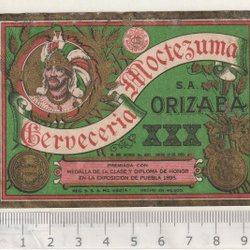 Cervecería Moctezuma
S.A.
ORIZABA
XXX
PREMIADA CON
MEDALLA DE 1A CLASE Y DIPLOMA DE HONOR
EN LA EXPOSICION DE PUEBLA 1895.
HECHO EN MEXICO